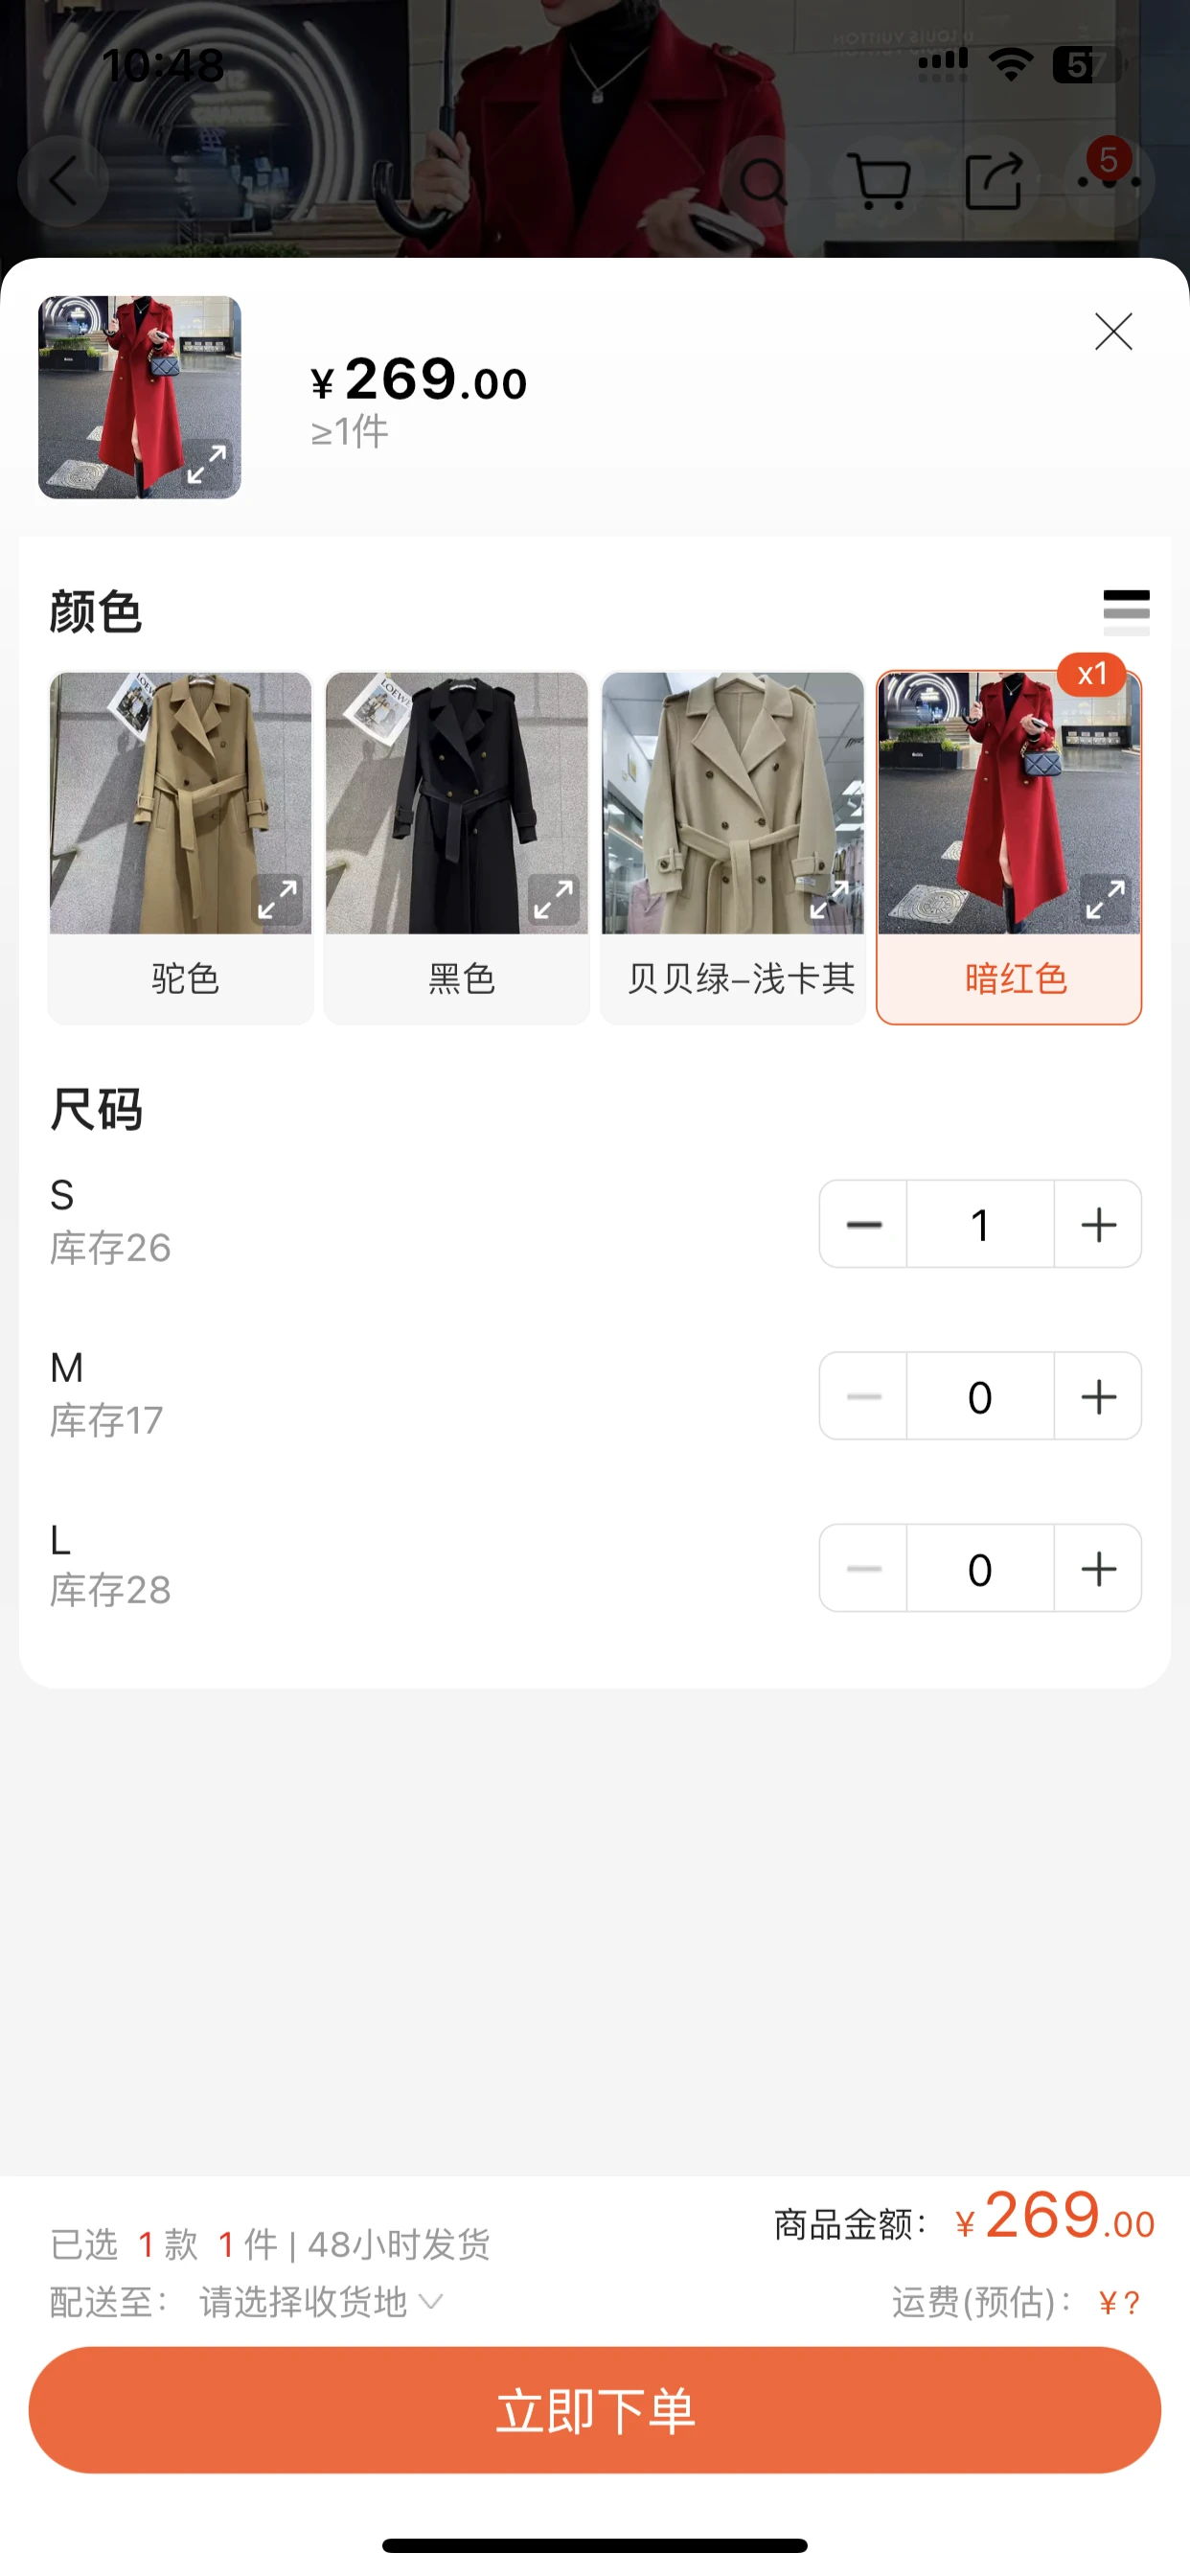 10:48
57
5
¥269.00
≥1件
颜色
x1
LOEWE
LOEWE
驼色
黑色
贝贝绿-浅卡其
暗红色
尺码
S
库存26
1
M
库存17
0
L
库存28
0
商品金额：¥269.00
已选 1 款 1 件 | 48小时发货
配送至： 请选择收货地
运费(预估)： ¥?
立即下单